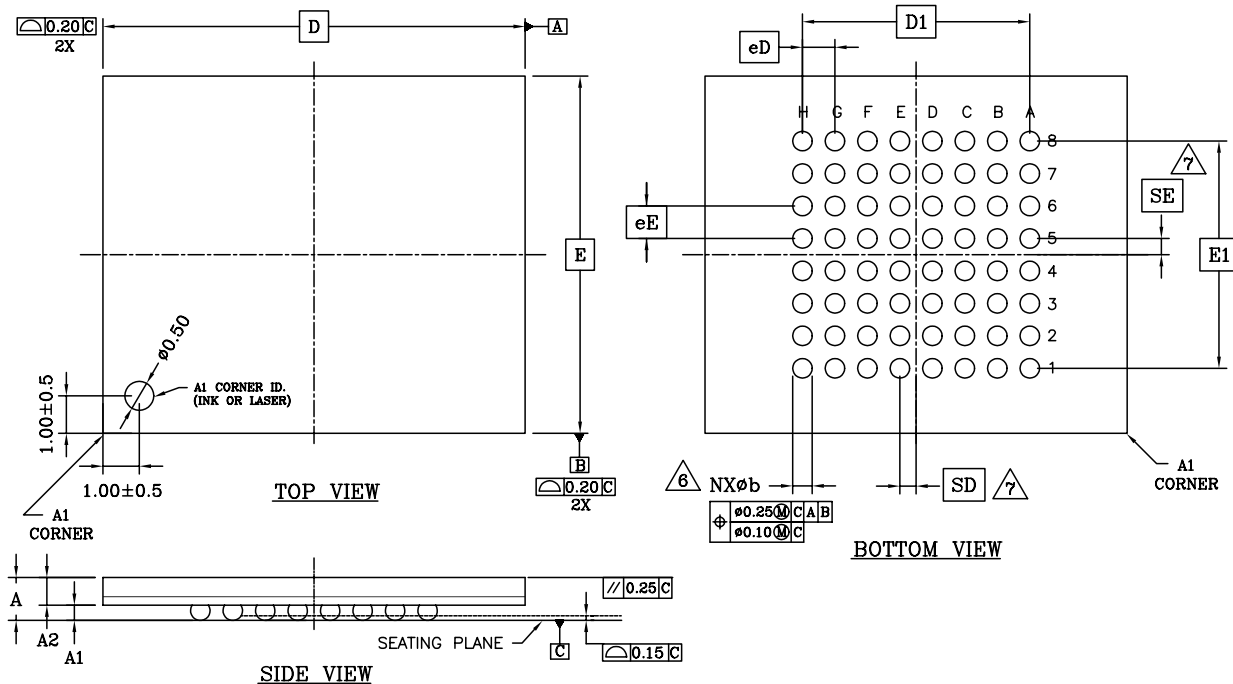 ⌓ 0.20 C
2X
D
A
E
ø0.50
A1 CORNER ID.
(INK OR LASER)
1.00±0.5
1.00±0.5
B
⌓ 0.20 C
2X
A1
CORNER
TOP VIEW
D1
eD
H G F E D C B A
8
7
6
5
4
3
2
1
7
SE
eE
E1
6
NXøb
⌖ ø0.25Ⓜ C A B
ø0.10Ⓜ C
SD
7
A1
CORNER
BOTTOM VIEW
A
A2
A1
// 0.25 C
SEATING PLANE
C
⌓ 0.15 C
SIDE VIEW